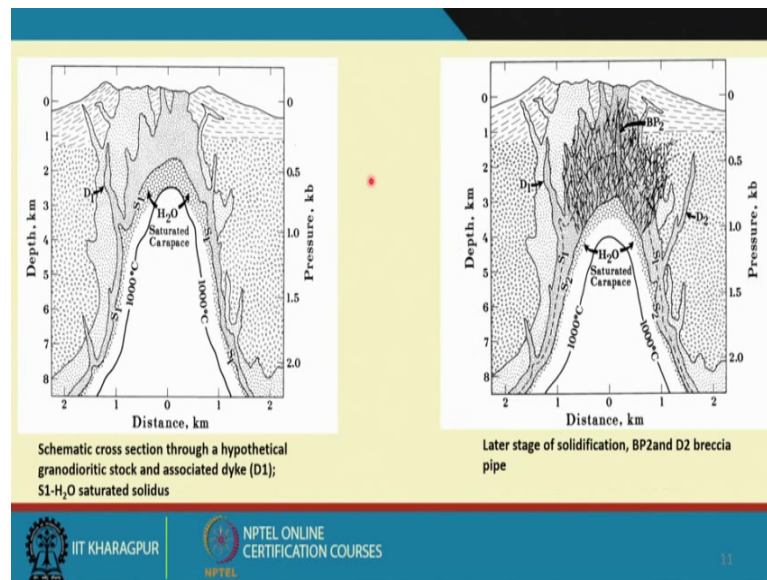 0
1
2
3
4
5
6
7
8
Depth, km
0
0.5
1.0
1.5
2.0
Pressure, kb
D1
S1
H2O
Saturated
Carapace
S1
S1
S1
1000°C
1000°C
2 1 0 1 2
Distance, km
Schematic cross section through a hypothetical
granodioritic stock and associated dyke (D1);
S1-H2O saturated solidus
0
1
2
3
4
5
6
7
8
Depth, km
0
0.5
1.0
1.5
2.0
Pressure, kb
BP2
D1
D2
H2O
Saturated
Carapace
S1
S2
S1
S2
1000°C
1000°C
2 1 0 1 2
Distance, km
Later stage of solidification, BP2and D2 breccia
pipe
IIT KHARAGPUR
NPTEL
NPTEL ONLINE
CERTIFICATION COURSES
11